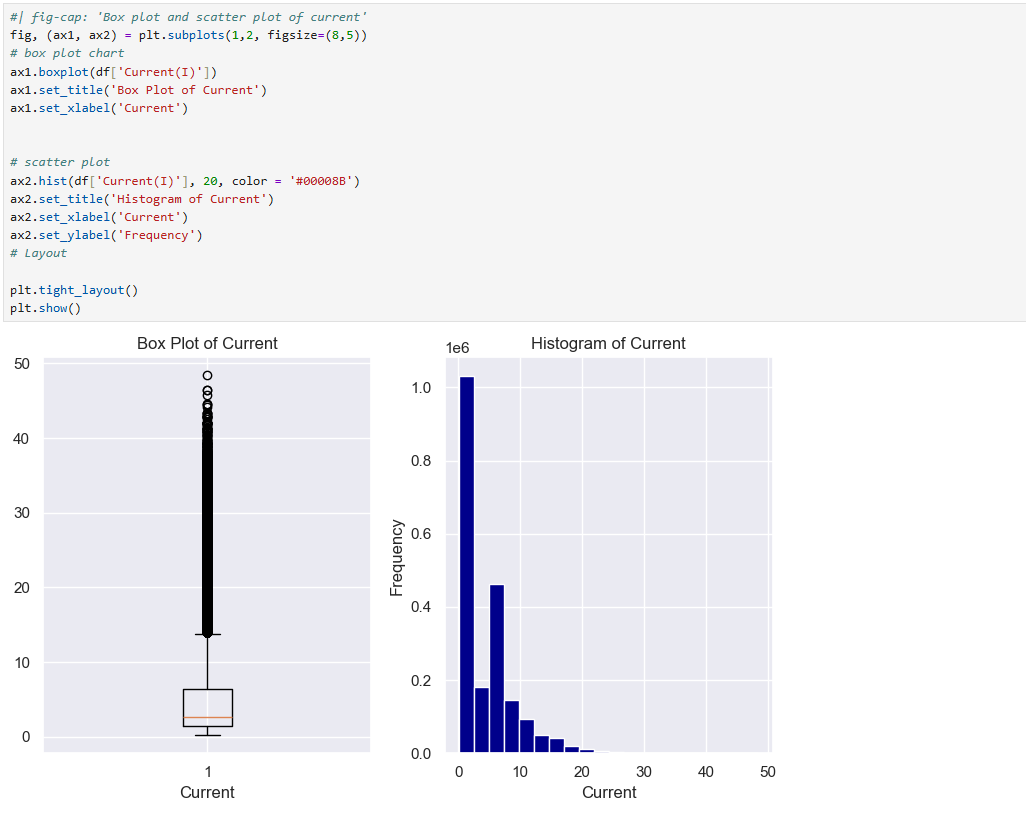 #| fig-cap: 'Box plot and scatter plot of current'
fig, (ax1, ax2) = plt.subplots(1,2, figsize=(8,5))
# box plot chart
ax1.boxplot(df['Current(I)'])
ax1.set_title('Box Plot of Current')
ax1.set_xlabel('Current')
# scatter plot
ax2.hist(df['Current(I)'], 20, color = '#00008B')
ax2.set_title('Histogram of Current')
ax2.set_xlabel('Current')
ax2.set_ylabel('Frequency')
# Layout
plt.tight_layout()
plt.show()
Box Plot of Current
50
40
30
20
10
0
1
Current
Histogram of Current
1e6
1.0
0.8
0.6
0.4
0.2
0.0
Frequency
0 10 20 30 40 50
Current